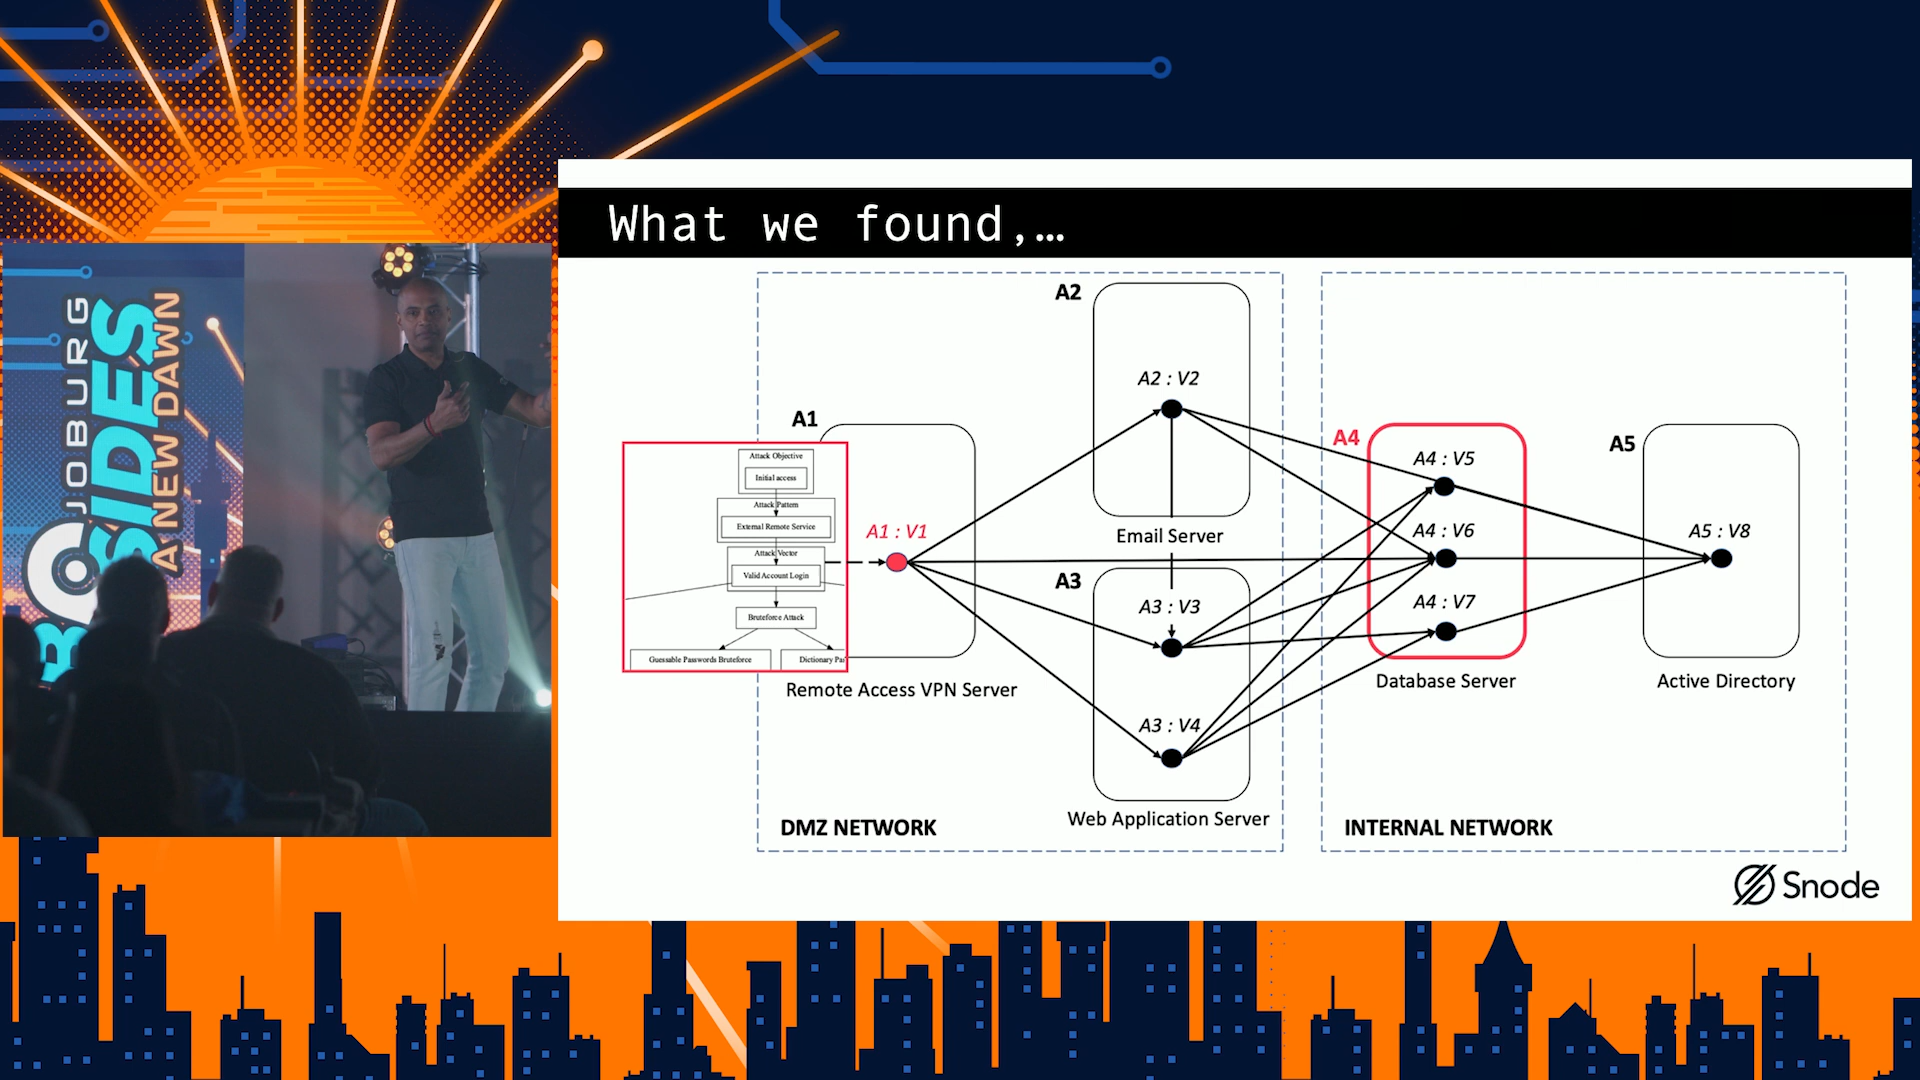 JOBURG
BSIDES
A NEW DAWN
What we found,…
A1
A2
A3
A4
A5
Attack Objective
Initial access
Attack Pattern
External Remote Service
Attack Vector
Valid Account Login
Bruteforce Attack
Guessable Passwords Bruteforce
Dictionary Pas
A1 : V1
Remote Access VPN Server
A2 : V2
Email Server
A3 : V3
A3 : V4
Web Application Server
DMZ NETWORK
A4 : V5
A4 : V6
A4 : V7
Database Server
A5 : V8
Active Directory
INTERNAL NETWORK
Snode